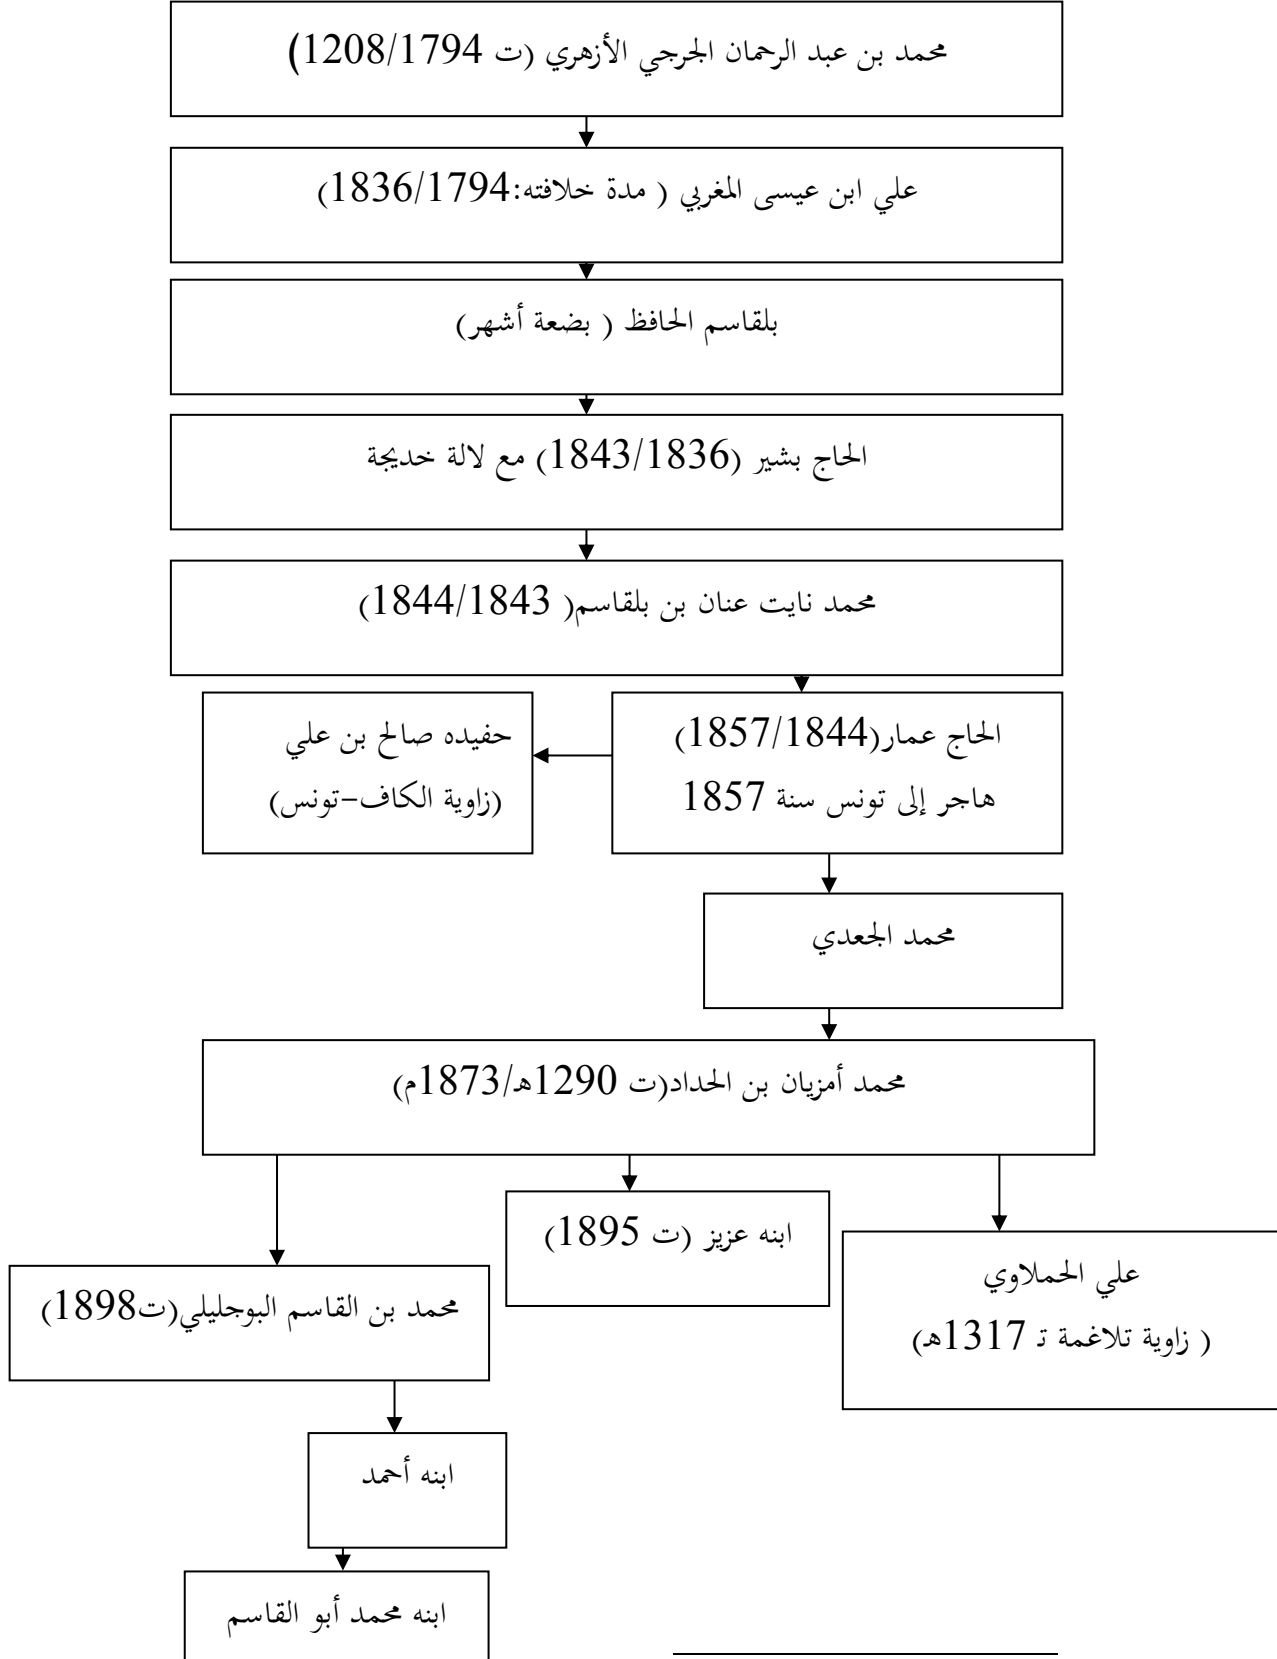 محمد بن عبد الرحمان الجرجي الأزهري (ت 1208/1794)
علي ابن عيسى المغربي ( مدة خلافته:1836/1794)
بلقاسم الحافظ ( بضعة أشهر)
الحاج بشير (1843/1836) مع لالة خديجة
محمد نايت عنان بن بلقاسم( 1844/1843)
الحاج عمار(1857/1844)
هاجر إلى تونس سنة 1857
حفيده صالح بن علي
(زاوية الكاف-تونس)
محمد الجعدي
محمد أمزيان بن الحداد(ت 1290هـ/1873م)
علي الحملاوي
( زاوية تلاغمة تـ 1317هـ)
ابنه عزيز (ت 1895)
محمد بن القاسم البوجليلي(ت1898)
ابنه أحمد
ابنه محمد أبو القاسم